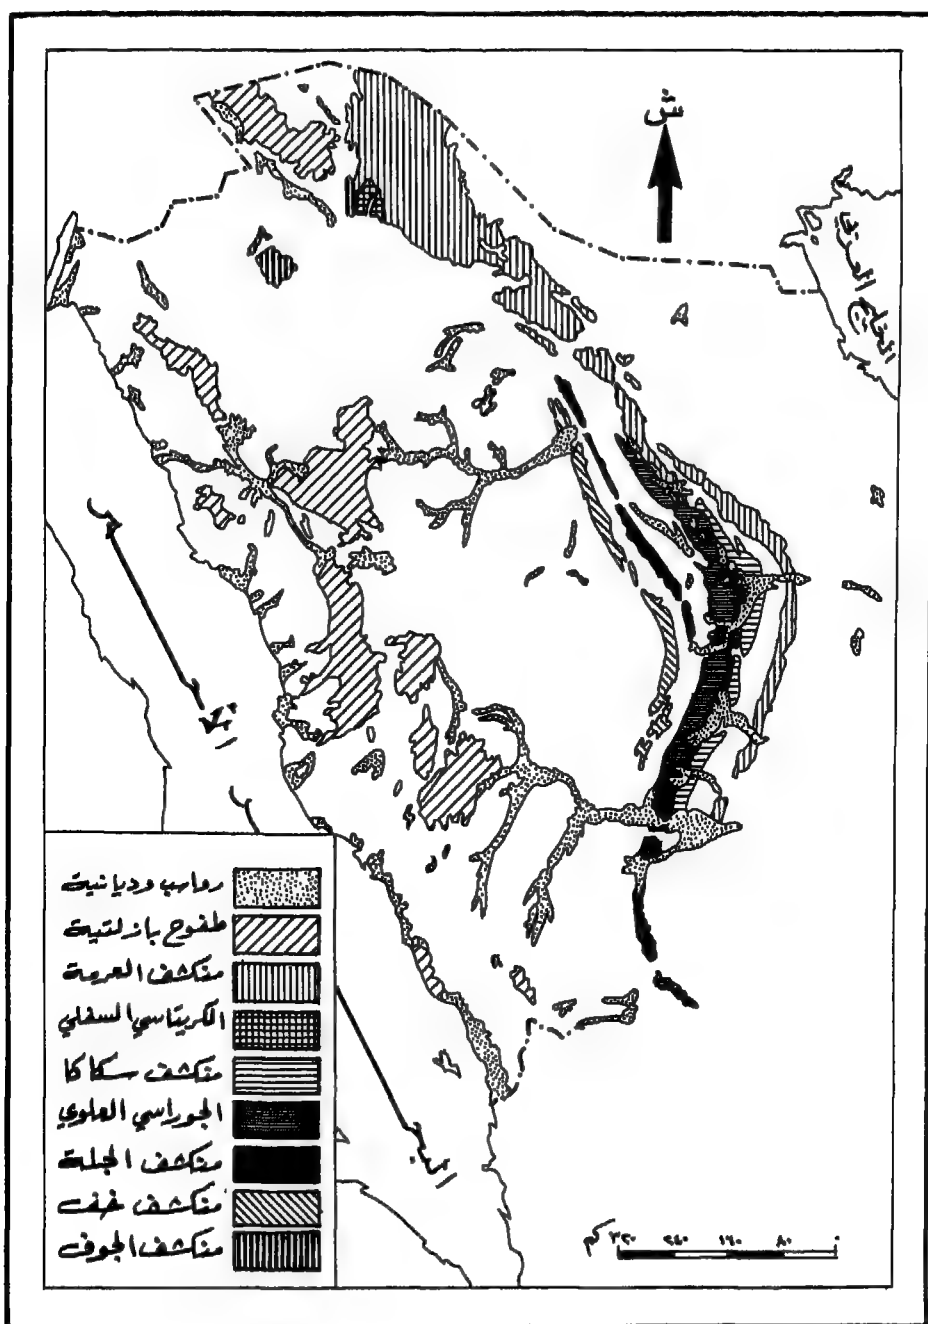 ش
الخليج العربي
البحر
الأحمر
رواسب وديانية
طفوح بازلتية
منكشف العرمة
الكريتاسي السفلي
منكشف سكاكا
الجوراسي العلوي
منكشف الجلة
منكشف خف
منكشف الجوف
٠ ٨٠ ١٦٠ ٢٤٠ ٣٢٠ كم